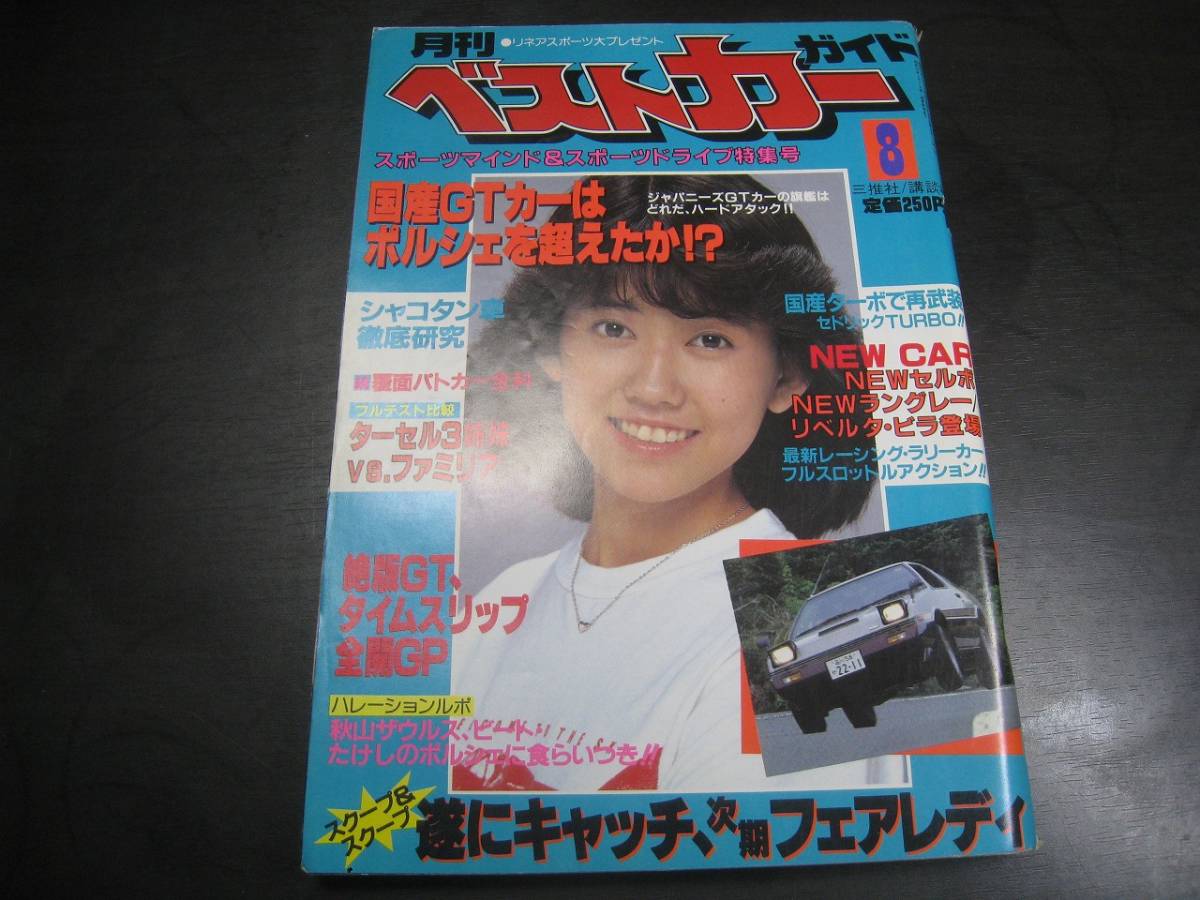 月刊
●リネアスポーツ大プレゼント
ベストカー
ガイド
8
三推社/講談
定価250円
スポーツマインド&スポーツドライブ特集号
国産GTカーは
ポルシェを超えたか!?
ジャパニーズGTカーの旗艦は
どれだ、ハードアタック!!
シャコタン車
徹底研究
覆面パトカー全科
フルテスト比較
ターセル3姉妹
vs.ファミリア
国産ターボで再武装
セドリックTURBO!!
NEW CAR
NEWセルボ
NEWラングレー/
リベルタ・ビラ登場
最新レーシング・ラリーカー
フルスロットルアクション!!
絶版GT、
タイムスリップ
全開GP
ハレーションルポ
秋山ザウルス、ビート
たけしのポルシェに食らいつき!!
22-11
スクープ&
スクープ
遂にキャッチ、次期フェアレディ